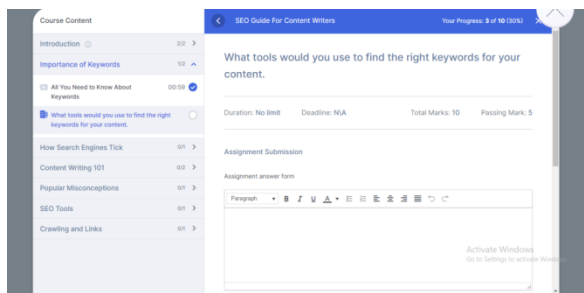 Course Content
SEO Guide For Content Writers
Your Progress: 3 of 10 (30%)
Introduction
2/2
Importance of Keywords
1/2
All You Need to Know About
Keywords
00:59
What tools would you use to find the right
keywords for your content.
How Search Engines Tick
0/1
Content Writing 101
0/2
Popular Misconceptions
0/1
SEO Tools
0/1
Crawling and Links
0/1
What tools would you use to find the right keywords for your
content.
Duration: No limit
Deadline: N\A
Total Marks: 10
Passing Mark: 5
Assignment Submission
Assignment answer form
Paragraph
B I U A
Activate Windows
Go to Settings to activate Windows.